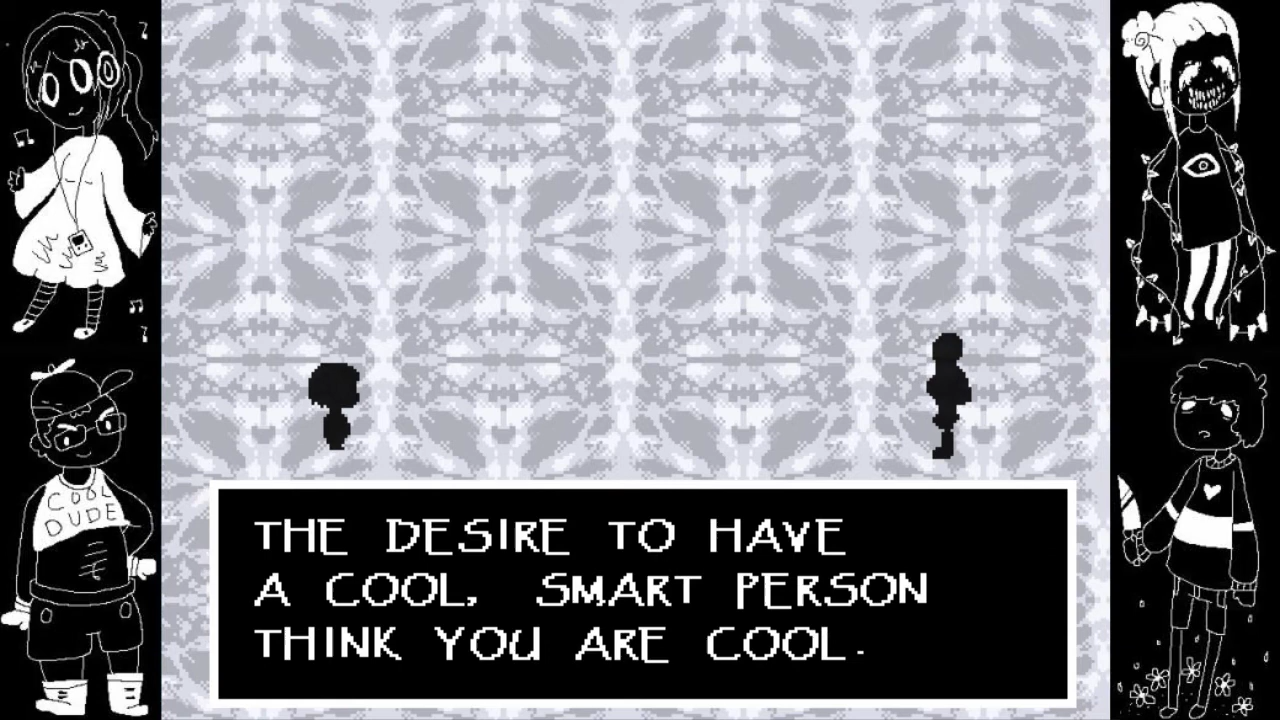 COOL
DUDE
THE DESIRE TO HAVE
A COOL, SMART PERSON
THINK YOU ARE COOL.